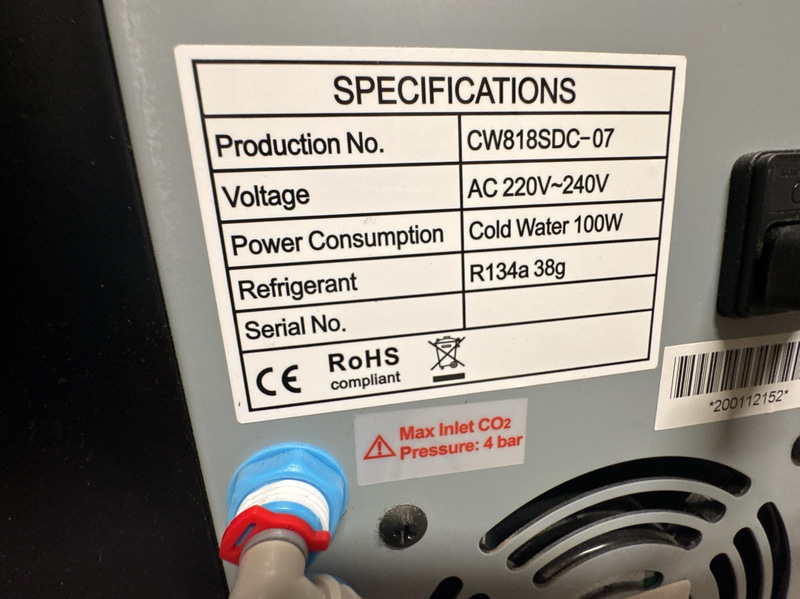 SPECIFICATIONS
Production No. CW818SDC-07
Voltage AC 220V~240V
Power Consumption Cold Water 100W
Refrigerant R134a 38g
Serial No.
CE RoHS
compliant
Max Inlet CO2
Pressure: 4 bar
*200112152*